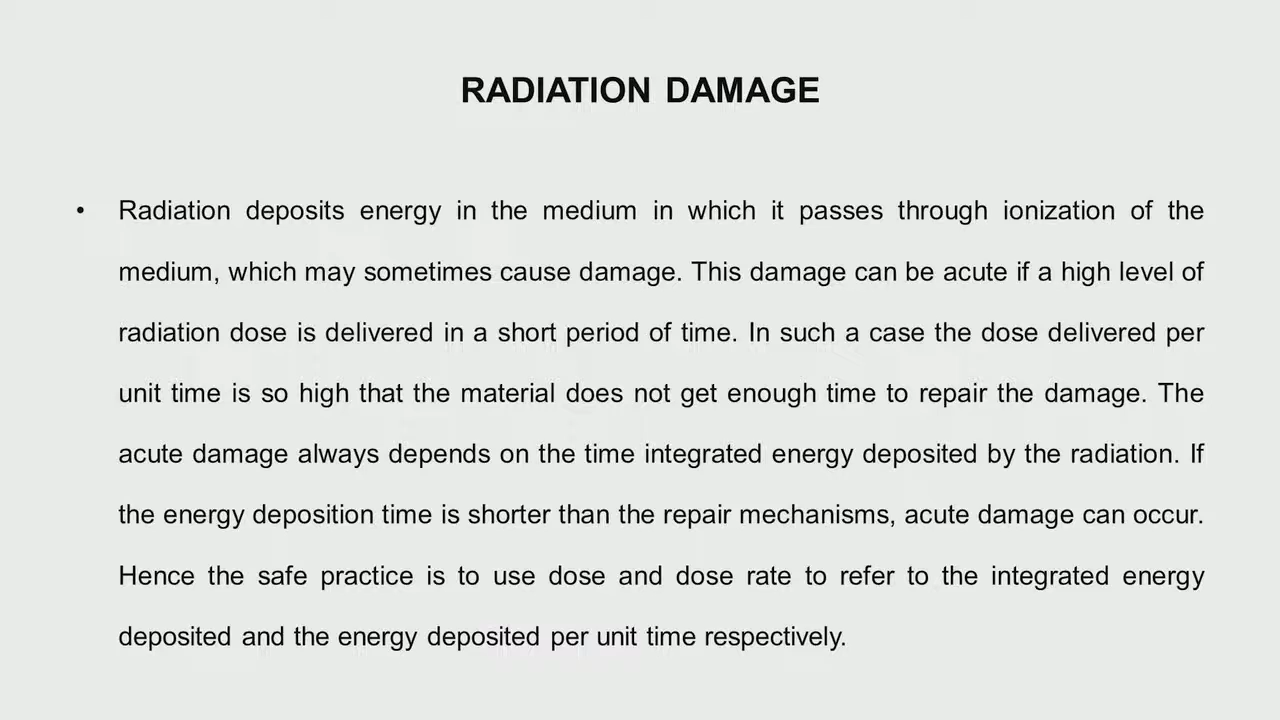 RADIATION DAMAGE
• Radiation deposits energy in the medium in which it passes through ionization of the
medium, which may sometimes cause damage. This damage can be acute if a high level of
radiation dose is delivered in a short period of time. In such a case the dose delivered per
unit time is so high that the material does not get enough time to repair the damage. The
acute damage always depends on the time integrated energy deposited by the radiation. If
the energy deposition time is shorter than the repair mechanisms, acute damage can occur.
Hence the safe practice is to use dose and dose rate to refer to the integrated energy
deposited and the energy deposited per unit time respectively.